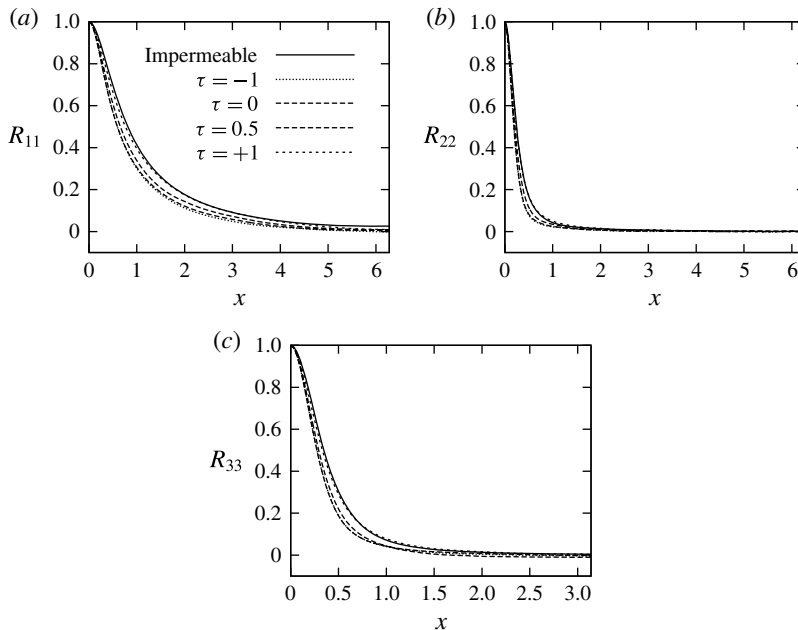 (a)
1.0
0.8
0.6
0.4
0.2
0
R11
Impermeable
τ = −1
τ = 0
τ = 0.5
τ = +1
0 1 2 3 4 5 6
x
(b)
1.0
0.8
0.6
0.4
0.2
0
R22
0 1 2 3 4 5 6
x
(c)
1.0
0.8
0.6
0.4
0.2
0
R33
0 0.5 1.0 1.5 2.0 2.5 3.0
x